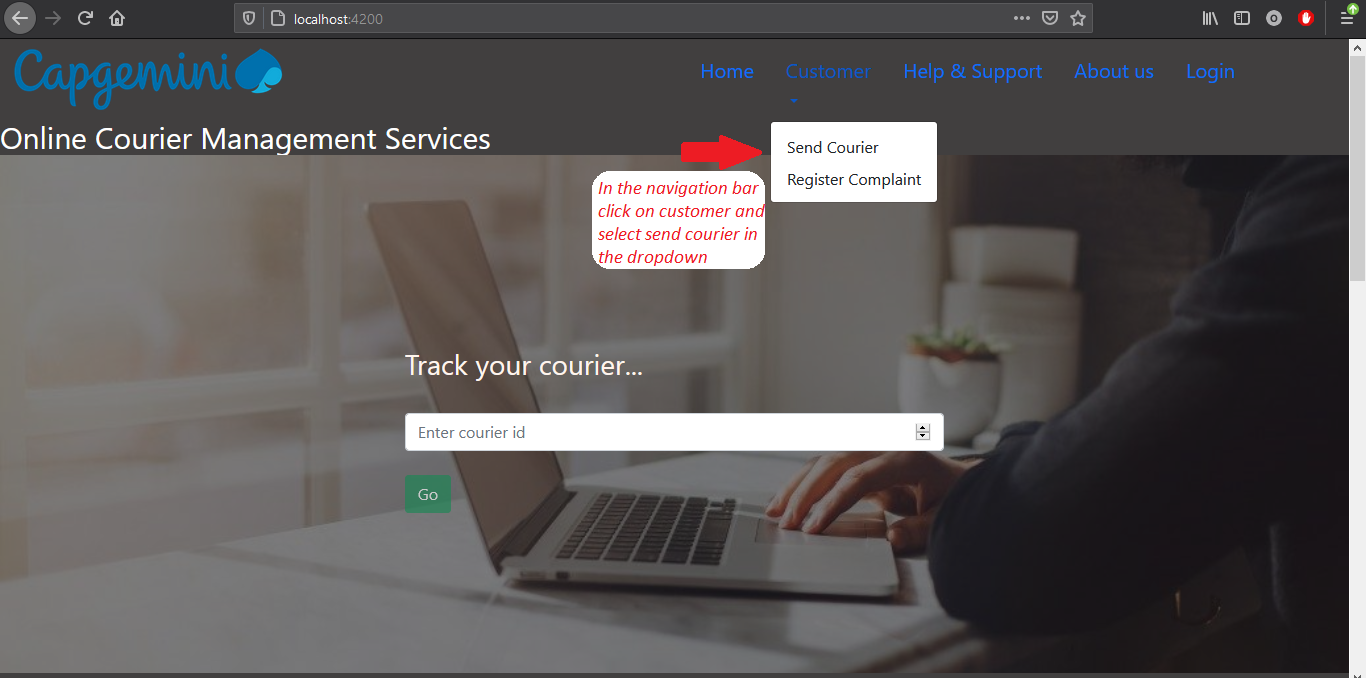 localhost:4200
Capgemini
Home Customer Help & Support About us Login
Online Courier Management Services
Send Courier
Register Complaint
In the navigation bar
click on customer and
select send courier in
the dropdown
Track your courier...
Enter courier id
Go